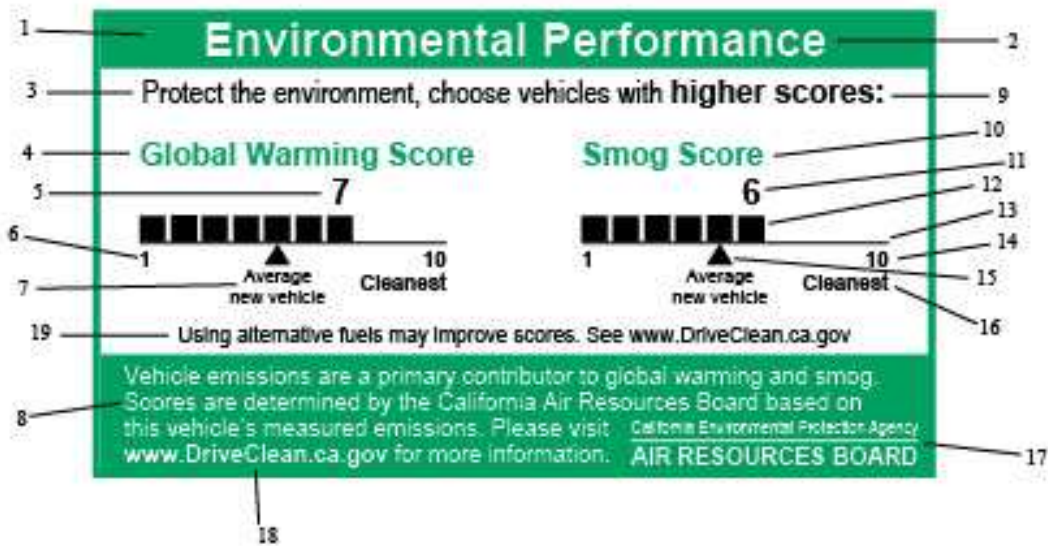 1 Environmental Performance 2
3 Protect the environment, choose vehicles with higher scores: 9
10
4 Global Warming Score Smog Score
5 7 6 11
12
13
6 1 10 1 10 14
7 Average new vehicle Cleanest Average new vehicle Cleanest 15
16
19 Using alternative fuels may improve scores. See www.DriveClean.ca.gov
Vehicle emissions are a primary contributor to global warming and smog.
8 Scores are determined by the California Air Resources Board based on
this vehicle's measured emissions. Please visit California Environmental Protection Agency
www.DriveClean.ca.gov for more information. AIR RESOURCES BOARD 17
18